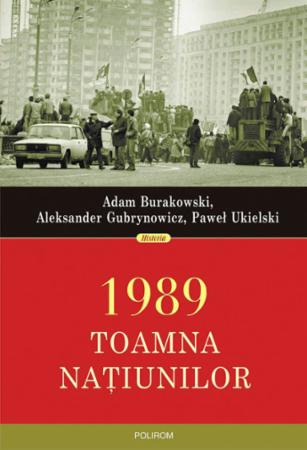 Adam Burakowski,
Aleksander Gubrynowicz, Paweł Ukielski
Historia
1989
TOAMNA
NAȚIUNILOR
POLIROM